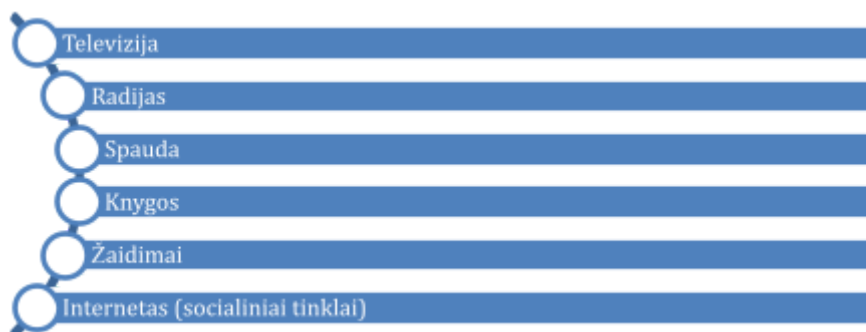 Televizija
Radijas
Spauda
Knygos
Žaidimai
Internetas (socialiniai tinklai)